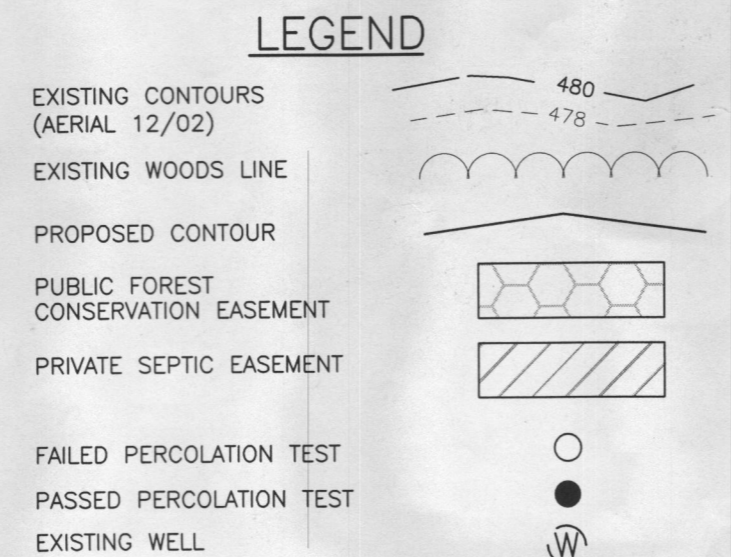 LEGEND
EXISTING CONTOURS
(AERIAL 12/02)
480
478
EXISTING WOODS LINE
PROPOSED CONTOUR
PUBLIC FOREST
CONSERVATION EASEMENT
PRIVATE SEPTIC EASEMENT
FAILED PERCOLATION TEST
PASSED PERCOLATION TEST
EXISTING WELL
W